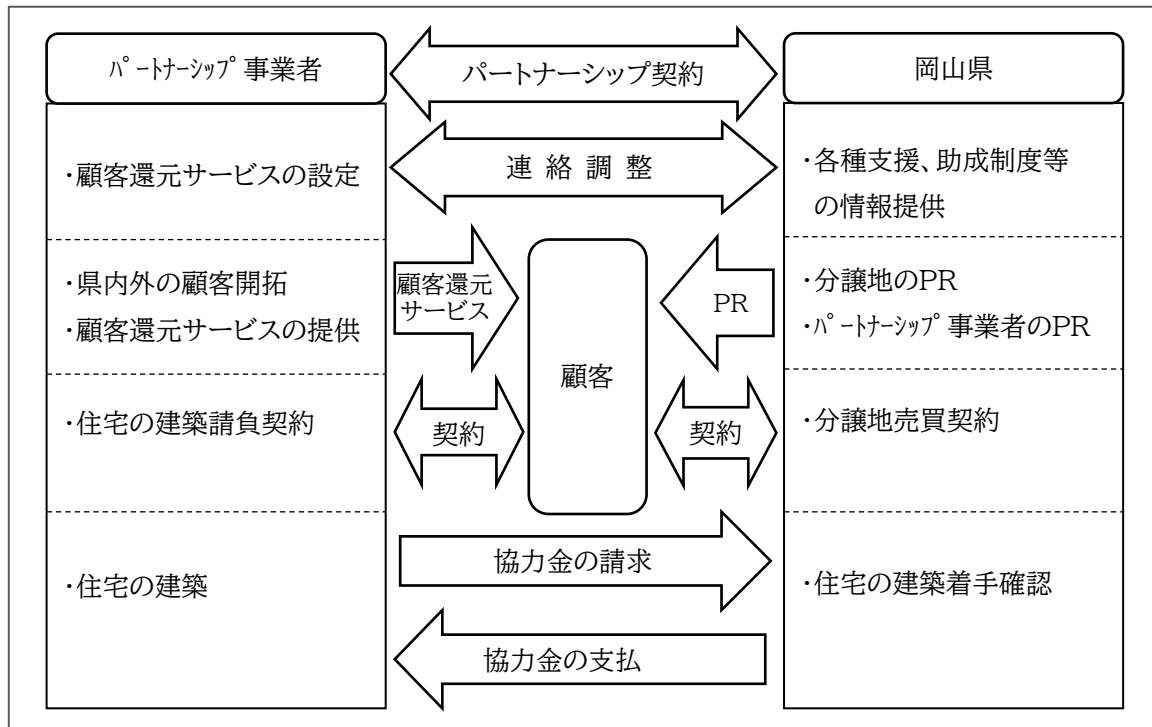 ﾊﾟｰﾄﾅｰｼｯﾌﾟ事業者
パートナーシップ契約
岡山県
・顧客還元サービスの設定
連絡調整
・各種支援、助成制度等
の情報提供
・県内外の顧客開拓
・顧客還元サービスの提供
顧客還元
サービス
顧客
PR
・分譲地のPR
・ﾊﾟｰﾄﾅｰｼｯﾌﾟ事業者のPR
・住宅の建築請負契約
契約
契約
・分譲地売買契約
・住宅の建築
協力金の請求
協力金の支払
・住宅の建築着手確認